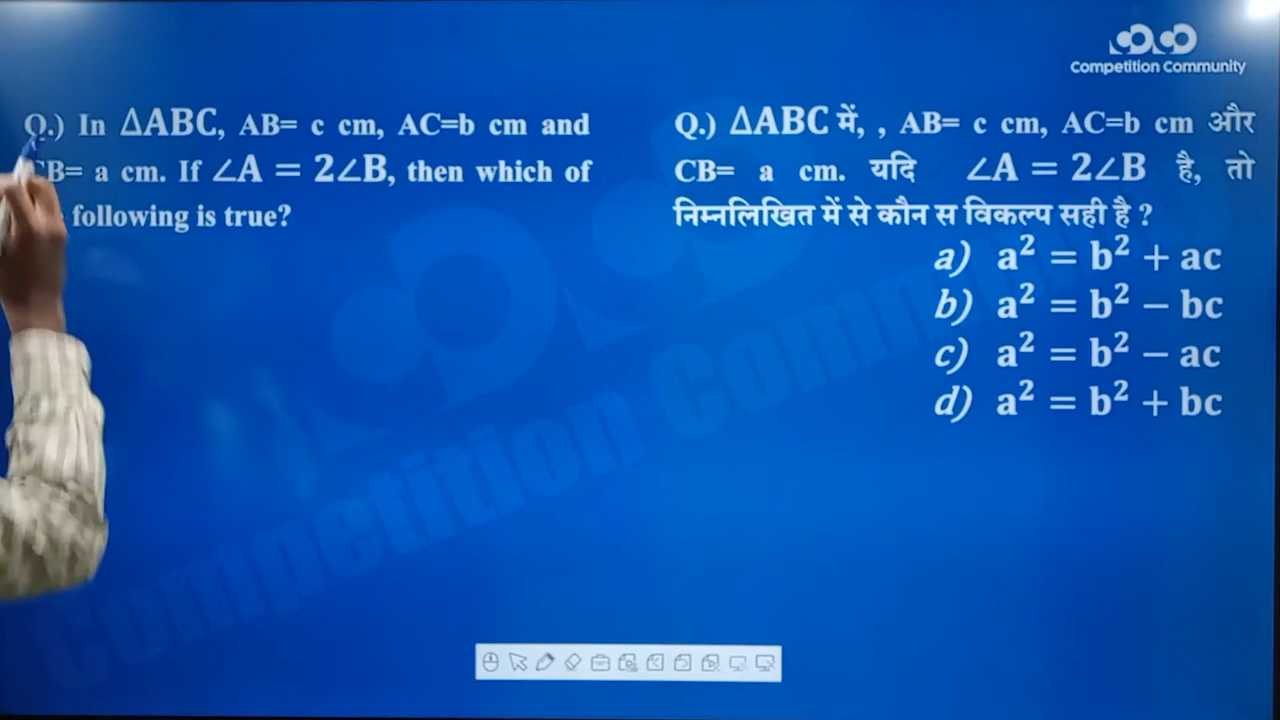 Competition Community
Q.) In ΔABC, AB= c cm, AC=b cm and
B= a cm. If ∠A = 2∠B, then which of
following is true?
Q.) ΔABC में, , AB= c cm, AC=b cm और
CB= a cm. यदि ∠A = 2∠B है, तो
निम्नलिखित में से कौन स विकल्प सही है ?
a) a² = b² + ac
b) a² = b² − bc
c) a² = b² − ac
d) a² = b² + bc
Competition Community